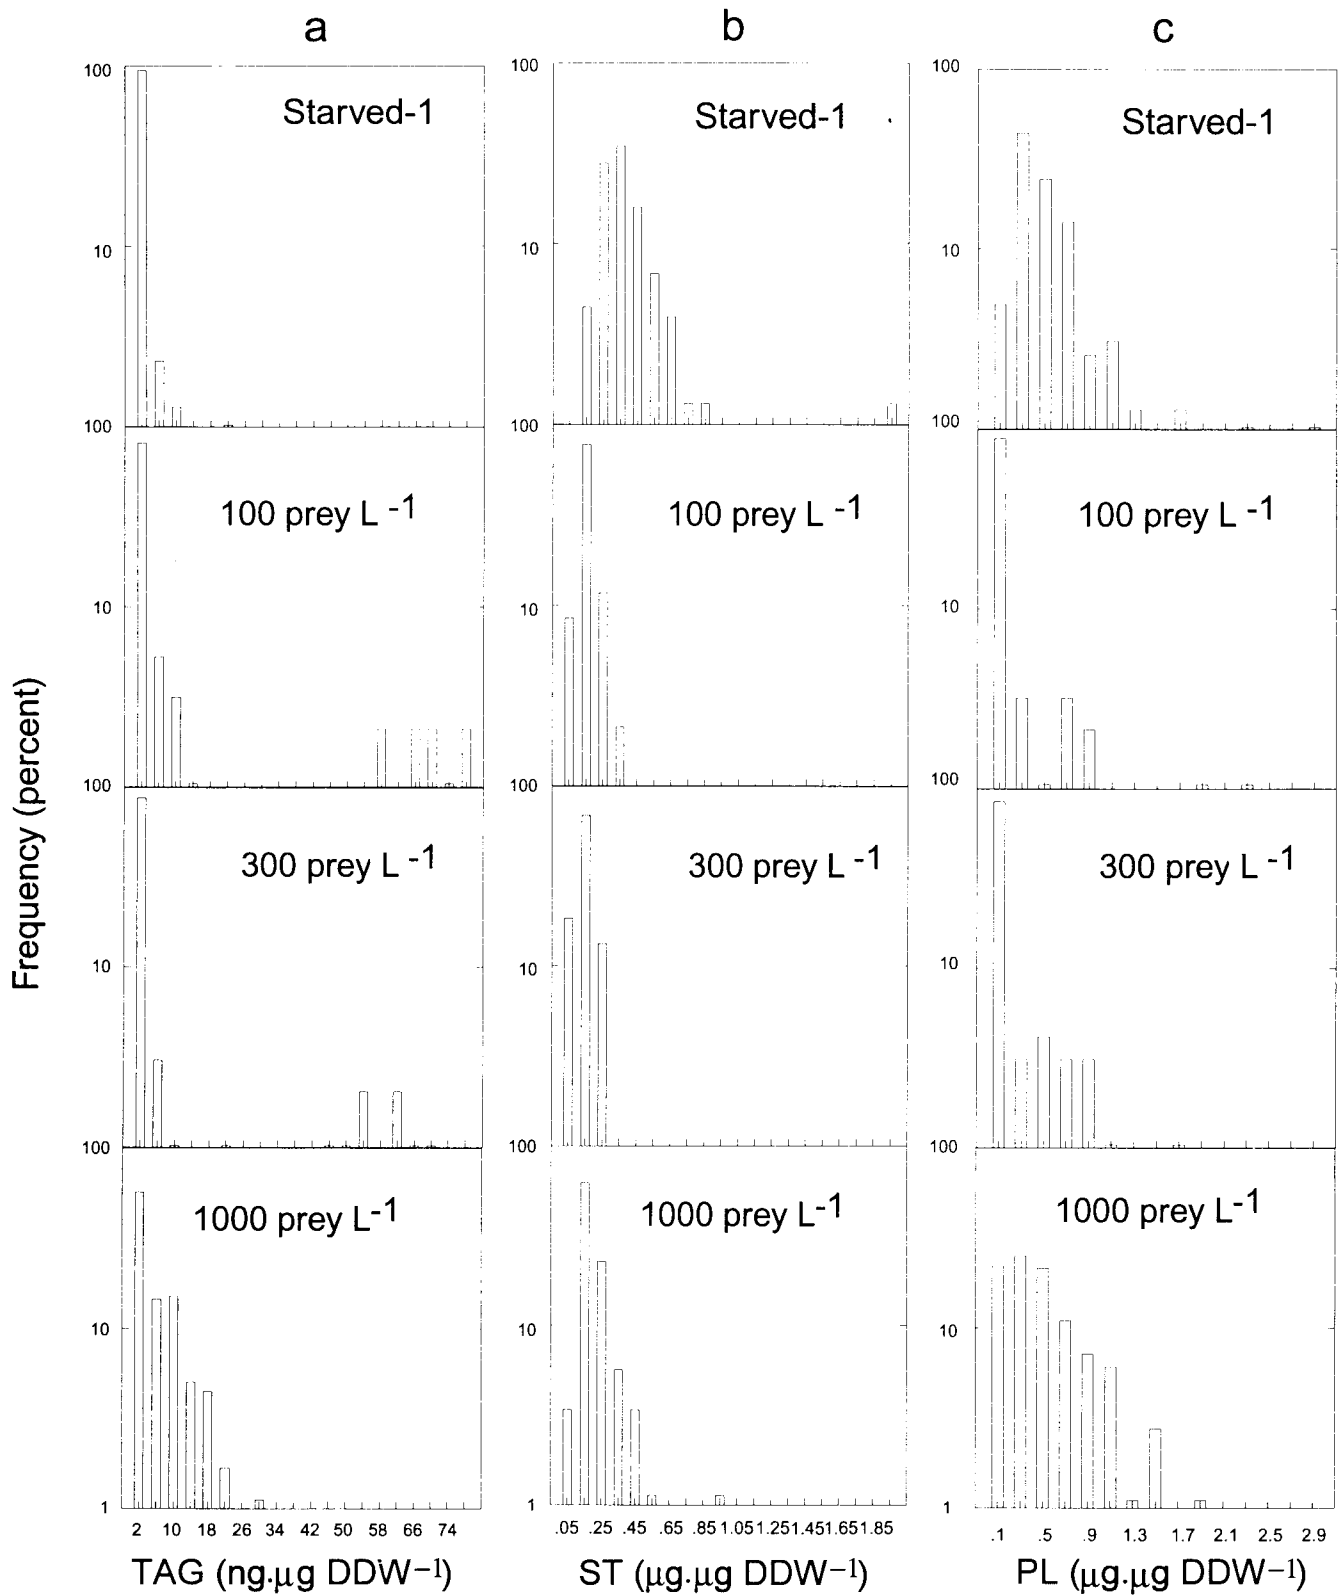 a b c
100 100 100
Starved-1 Starved-1 Starved-1
10 10 10
100 100 100
100 prey L -1 100 prey L -1 100 prey L -1
10 10 10
100 100 100
300 prey L -1 300 prey L -1 300 prey L -1
Frequency (percent)
10 10 10
100 100 100
1000 prey L-1 1000 prey L-1 1000 prey L-1
10 10 10
1 1 1
2 10 18 26 34 42 50 58 66 74 .05 .25 .45 .65 .85 1.05 1.25 1.45 1.65 1.85 .1 .5 .9 1.3 1.7 2.1 2.5 2.9
TAG (ng.µg DDW–1) ST (µg.µg DDW–1) PL (µg.µg DDW–1)